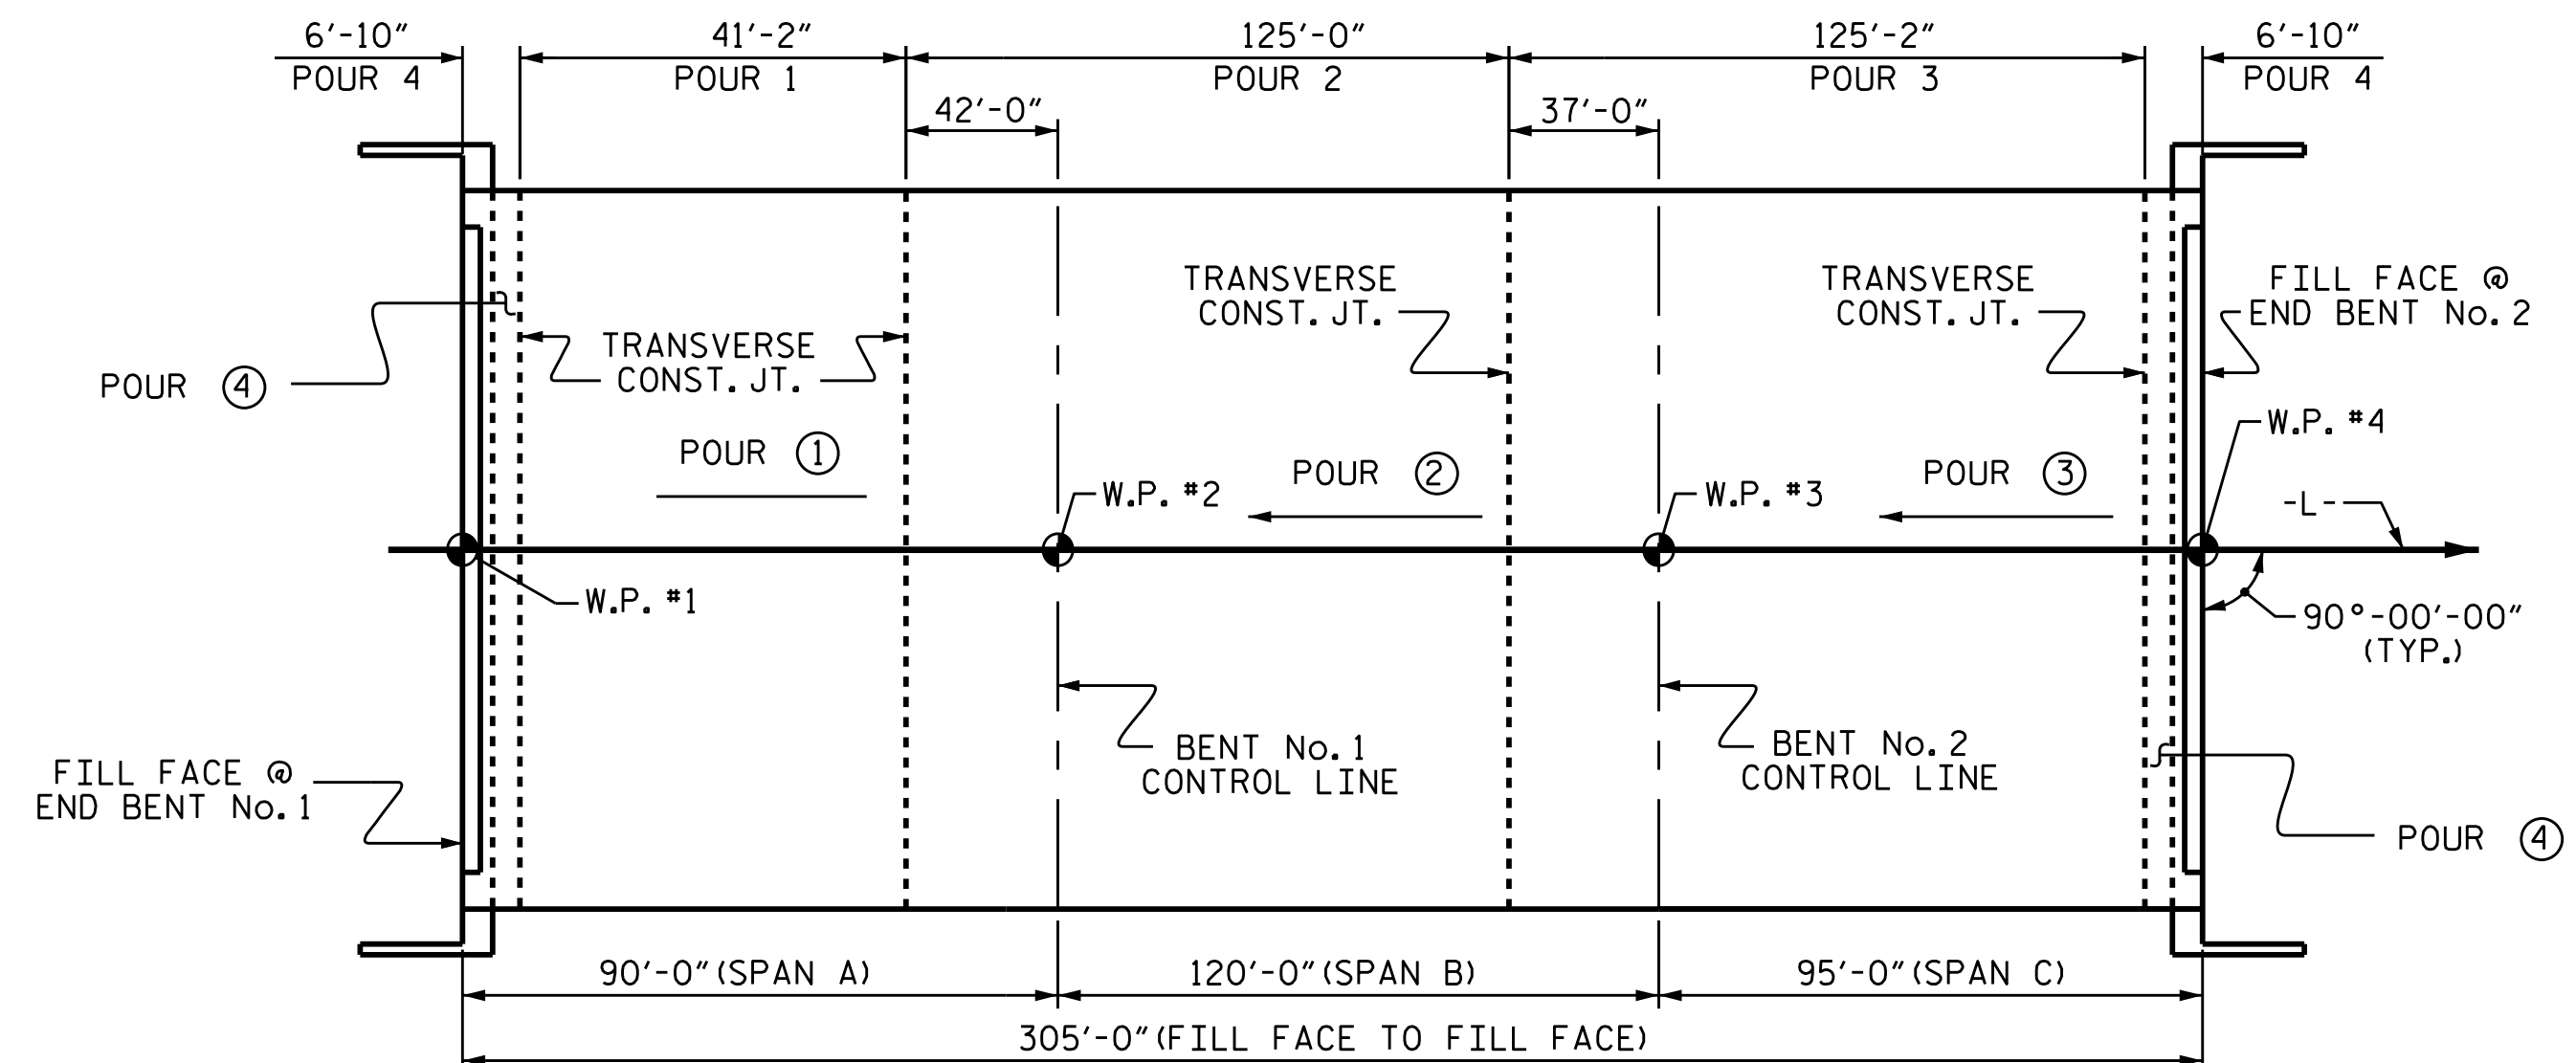 6'-10"
POUR 4
41'-2"
POUR 1
125'-0"
POUR 2
125'-2"
POUR 3
6'-10"
POUR 4
42'-0"
37'-0"
TRANSVERSE
CONST. JT.
TRANSVERSE
CONST. JT.
FILL FACE @
END BENT No. 2
TRANSVERSE
CONST. JT.
POUR 4
POUR 1
POUR 2
POUR 3
W.P. #4
W.P. #2
W.P. #3
-L-
W.P. #1
90°-00'-00"
(TYP.)
BENT No. 1
CONTROL LINE
BENT No. 2
CONTROL LINE
FILL FACE @
END BENT No. 1
POUR 4
90'-0" (SPAN A)
120'-0" (SPAN B)
95'-0" (SPAN C)
305'-0" (FILL FACE TO FILL FACE)